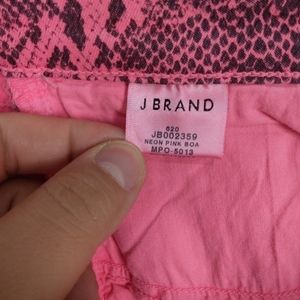 J BRAND
620
JB002359
NEON PINK BOA
MPO-5013